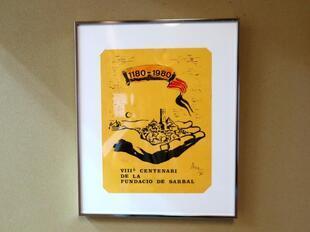 1180-1980
VIIIè CENTENARI
DE LA
FUNDACIO DE SARRAL